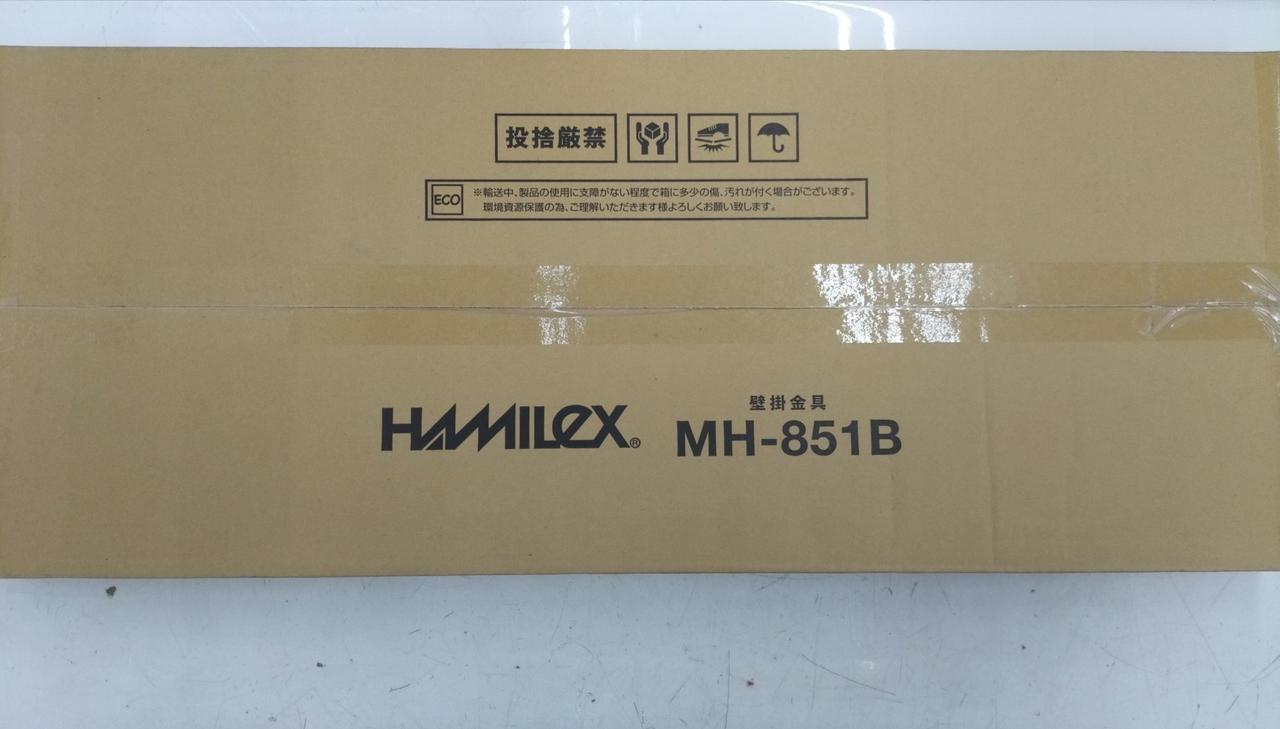 投捨厳禁
ECO
※輸送中、製品の使用に支障がない程度で箱に多少の傷、汚れが付く場合がございます。
環境資源保護の為、ご理解いただきます様よろしくお願い致します。
HAMILEX®
壁掛金具
MH-851B